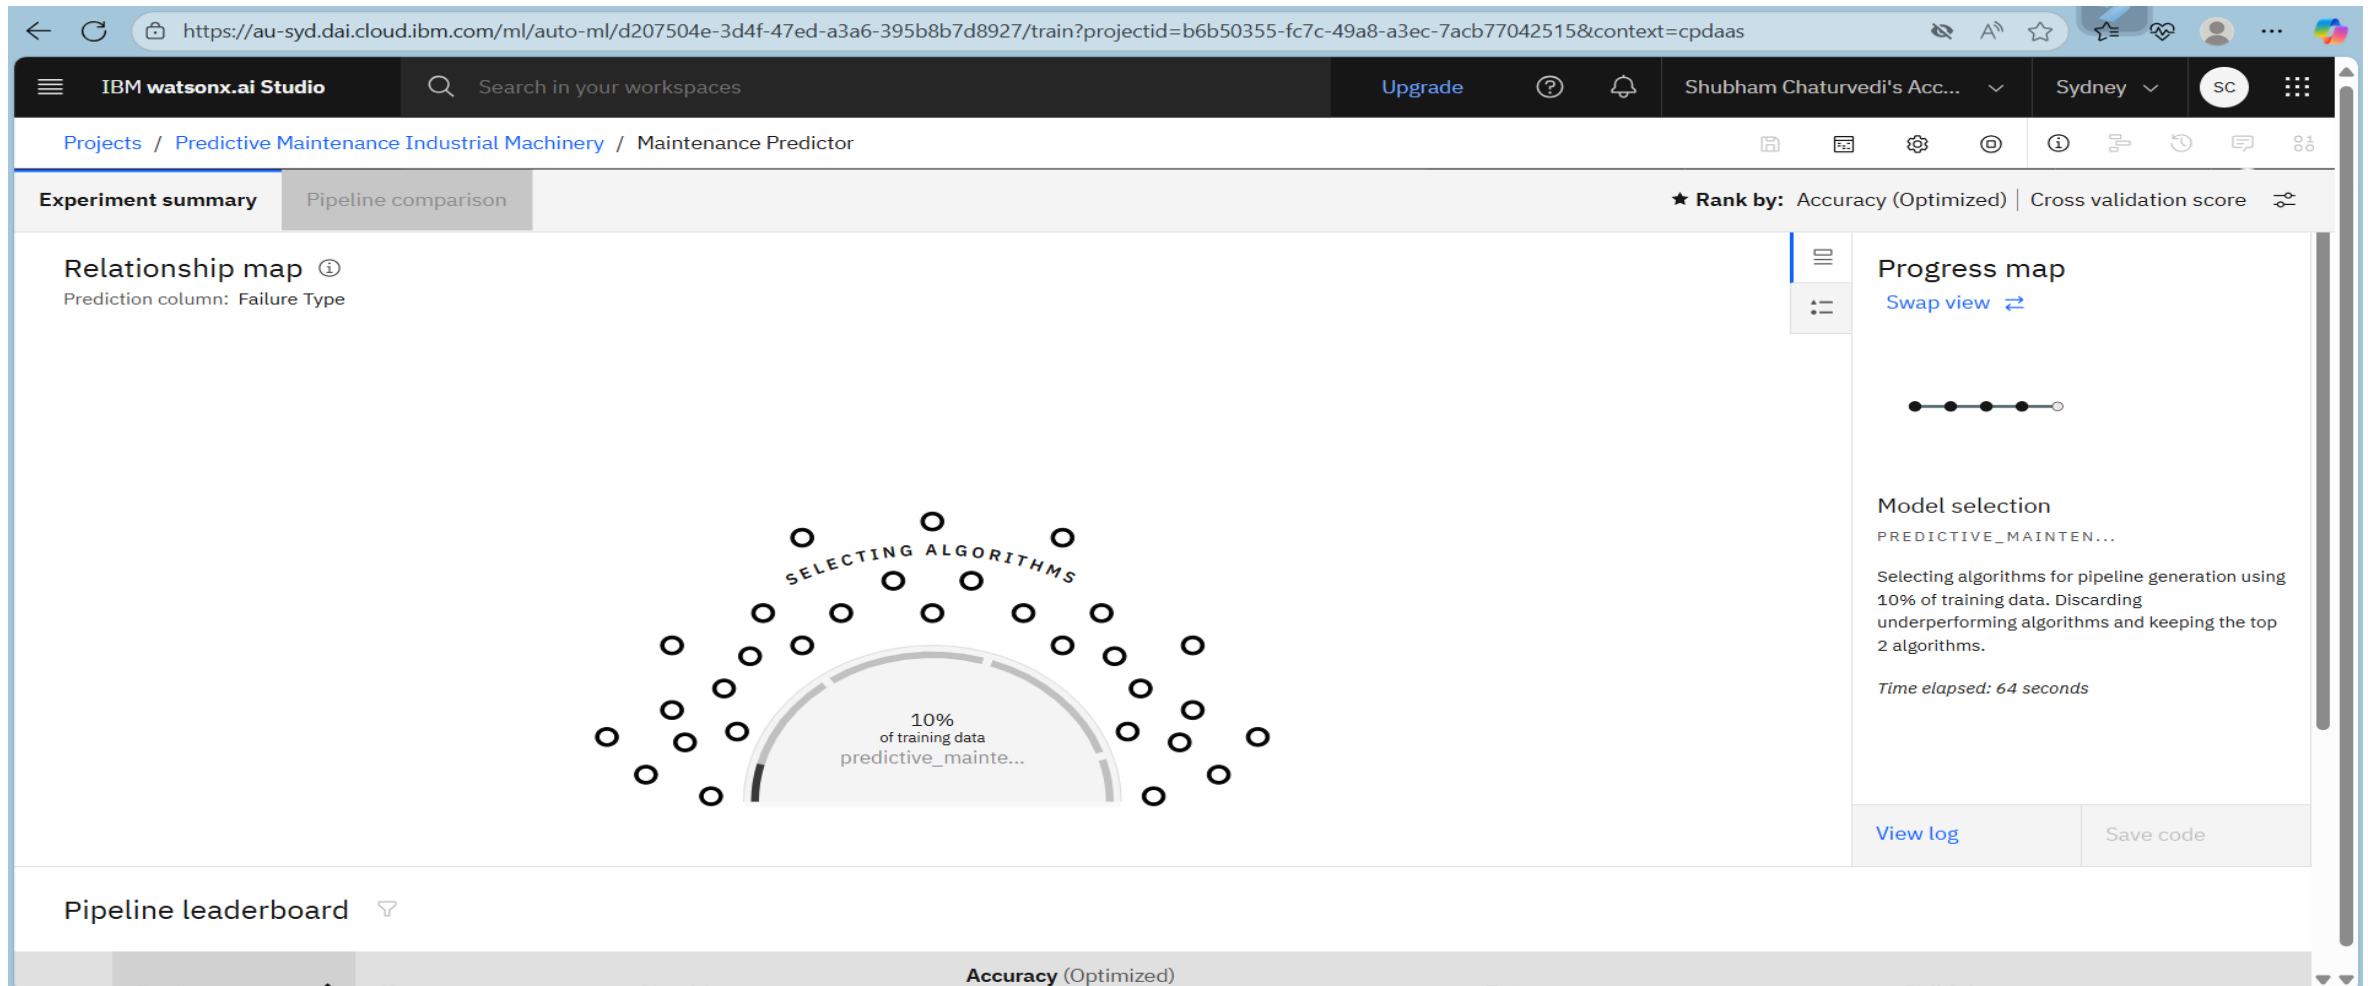 https://au-syd.dai.cloud.ibm.com/ml/auto-ml/d207504e-3d4f-47ed-a3a6-395b8b7d8927/train?projectid=b6b50355-fc7c-49a8-a3ec-7acb77042515&context=cpdaas
IBM watsonx.ai Studio
Search in your workspaces
Upgrade
Shubham Chaturvedi's Acc...
Sydney
SC
Projects / Predictive Maintenance Industrial Machinery / Maintenance Predictor
Experiment summary
Pipeline comparison
Rank by: Accuracy (Optimized) | Cross validation score
Relationship map
Prediction column: Failure Type
SELECTING ALGORITHMS
10%
of training data
predictive_mainte...
Progress map
Swap view
Model selection
PREDICTIVE_MAINTEN...
Selecting algorithms for pipeline generation using
10% of training data. Discarding
underperforming algorithms and keeping the top
2 algorithms.
Time elapsed: 64 seconds
View log
Save code
Pipeline leaderboard
Accuracy (Optimized)